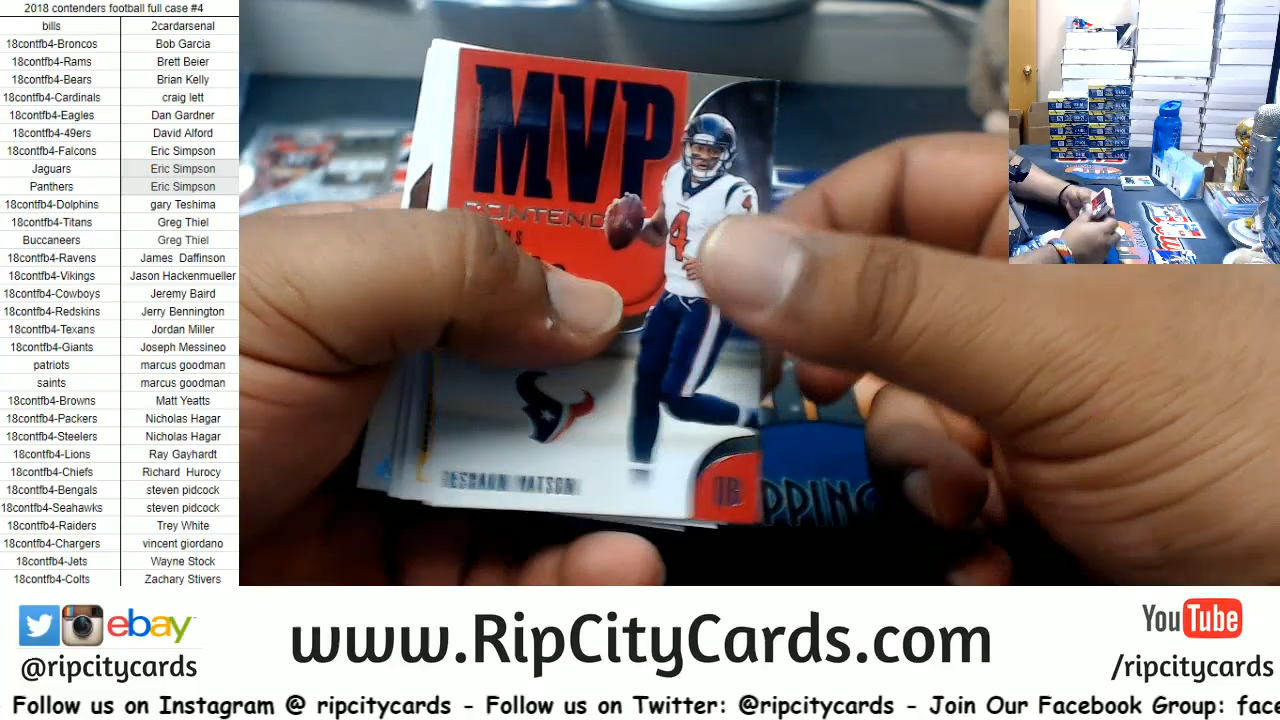 2018 contenders football full case #4
bills 2cardarsenal
18contfb4-Broncos Bob Garcia
18contfb4-Rams Brett Beier
18contfb4-Bears Brian Kelly
18contfb4-Cardinals craig lett
18contfb4-Eagles Dan Gardner
18contfb4-49ers David Alford
18contfb4-Falcons Eric Simpson
Jaguars Eric Simpson
Panthers Eric Simpson
18contfb4-Dolphins gary Teshima
18contfb4-Titans Greg Thiel
Buccaneers Greg Thiel
18contfb4-Ravens James Daffinson
18contfb4-Vikings Jason Hackenmueller
18contfb4-Cowboys Jeremy Baird
18contfb4-Redskins Jerry Bennington
18contfb4-Texans Jordan Miller
18contfb4-Giants Joseph Messineo
patriots marcus goodman
saints marcus goodman
18contfb4-Browns Matt Yeatts
18contfb4-Packers Nicholas Hagar
18contfb4-Steelers Nicholas Hagar
18contfb4-Lions Ray Gayhardt
18contfb4-Chiefs Richard Hurocy
18contfb4-Bengals steven pidcock
18contfb4-Seahawks steven pidcock
18contfb4-Raiders Trey White
18contfb4-Chargers vincent giordano
18contfb4-Jets Wayne Stock
18contfb4-Colts Zachary Stivers
MVP
CONTEND
4
4
DESHAUN WATSON
QB
PPING
ebay
@ripcitycards
www.RipCityCards.com
YouTube
/ripcitycards
Follow us on Instagram @ ripcitycards - Follow us on Twitter: @ripcitycards - Join Our Facebook Group: face